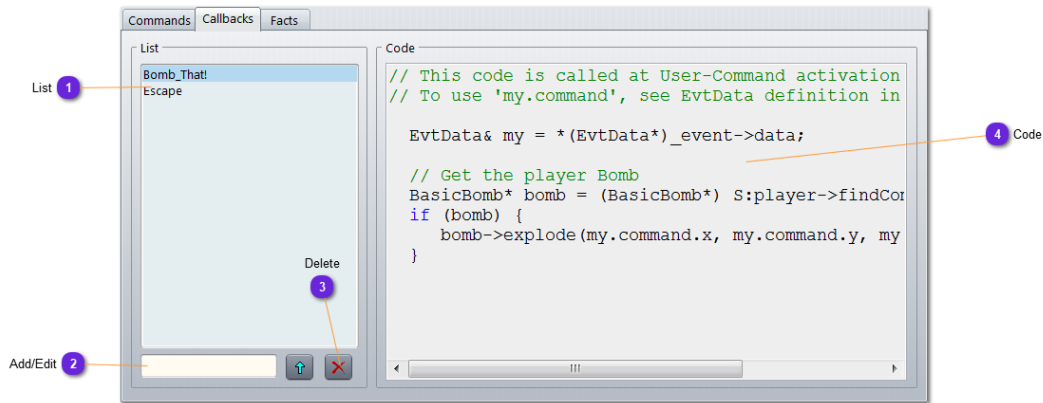 Commands Callbacks Facts
List
Code
Bomb_That!
Escape
List 1
// This code is called at User-Command activation
// To use 'my.command', see EvtData definition in
EvtData& my = *(EvtData*)_event->data;
// Get the player Bomb
BasicBomb* bomb = (BasicBomb*) S:player->findCo
if (bomb) {
bomb->explode(my.command.x, my.command.y, my
}
4 Code
Delete
3
Add/Edit 2